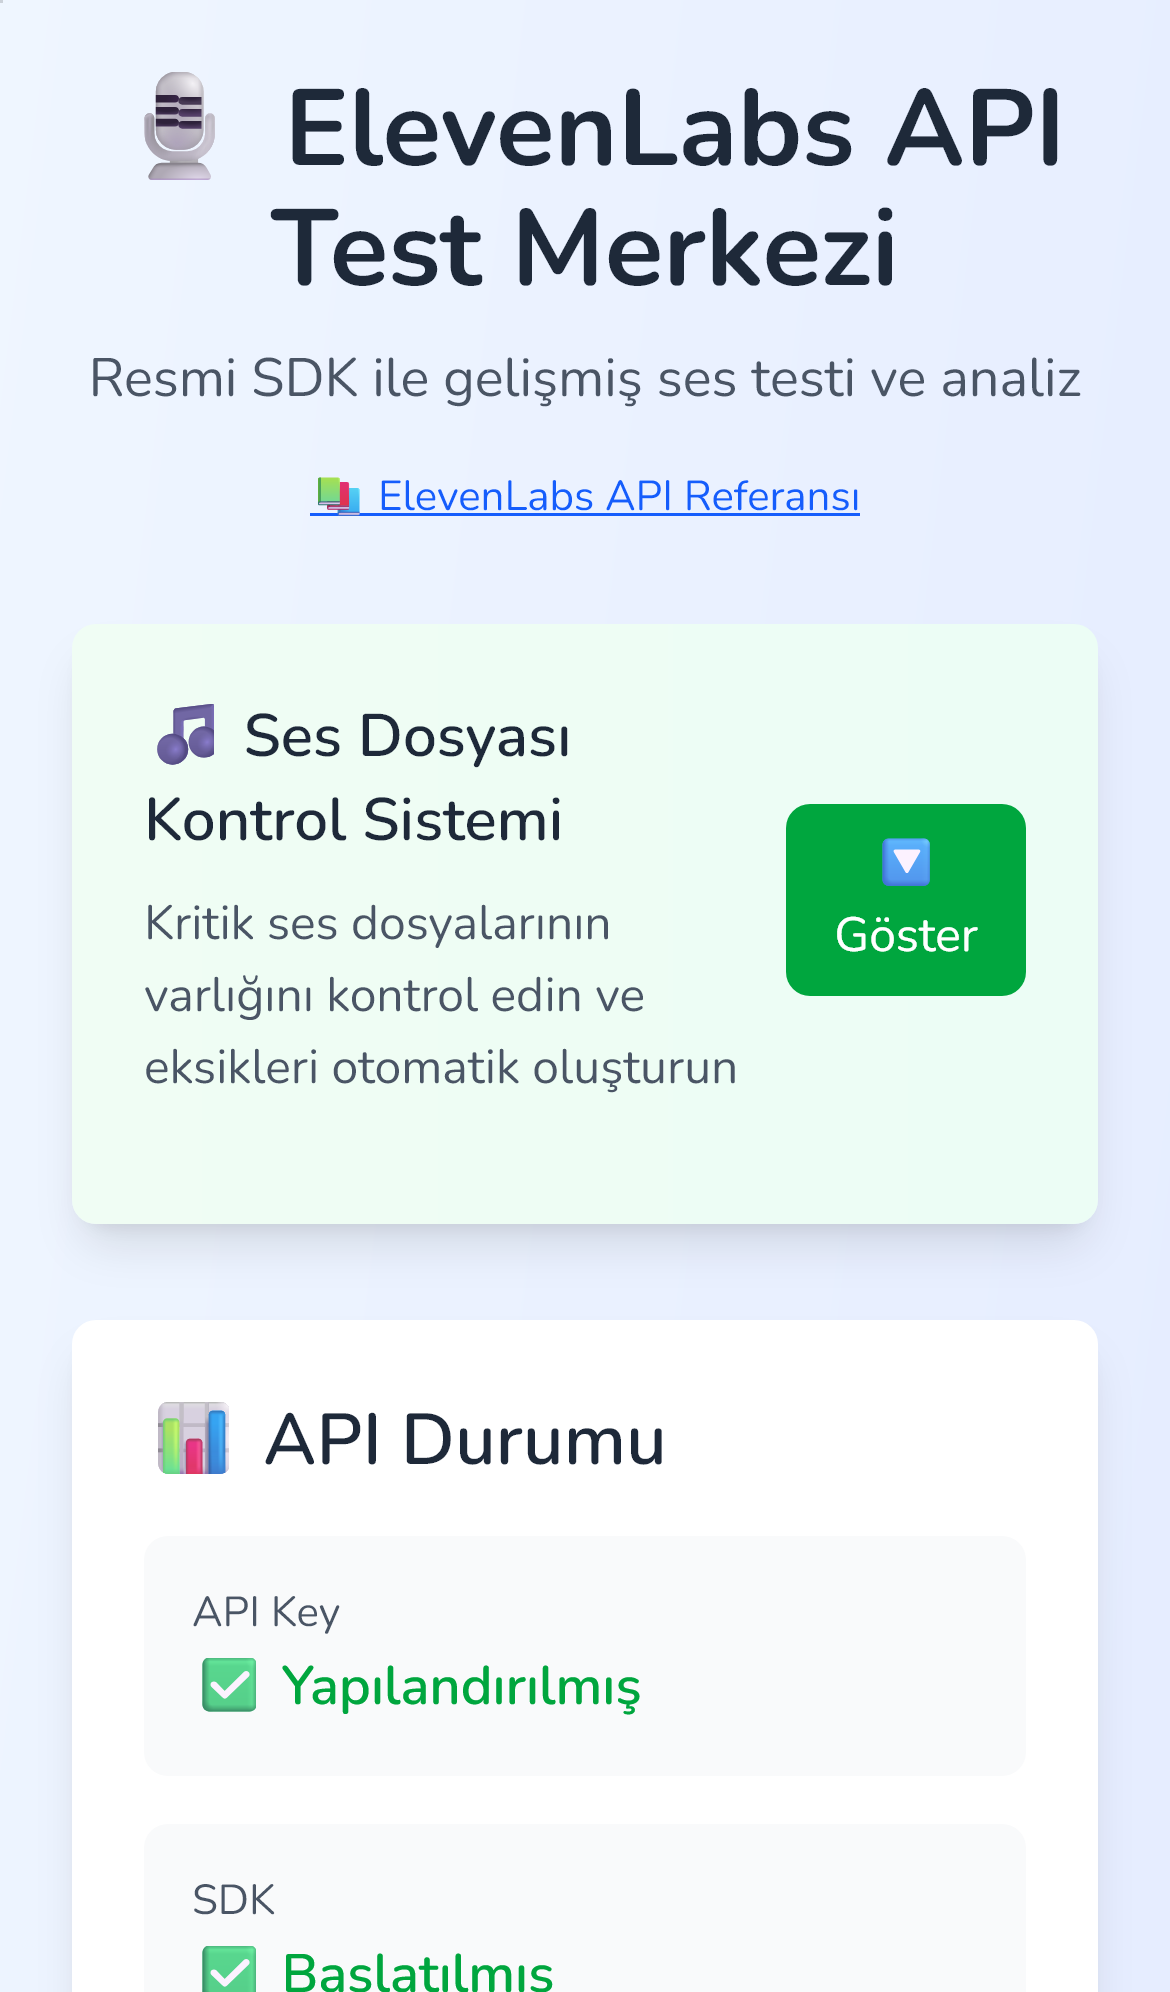 ElevenLabs API
Test Merkezi
Resmi SDK ile gelişmiş ses testi ve analiz
ElevenLabs API Referansı
Ses Dosyası
Kontrol Sistemi
Kritik ses dosyalarının
varlığını kontrol edin ve
eksikleri otomatik oluşturun
Göster
API Durumu
API Key
Yapılandırılmış
SDK
Başlatılmış